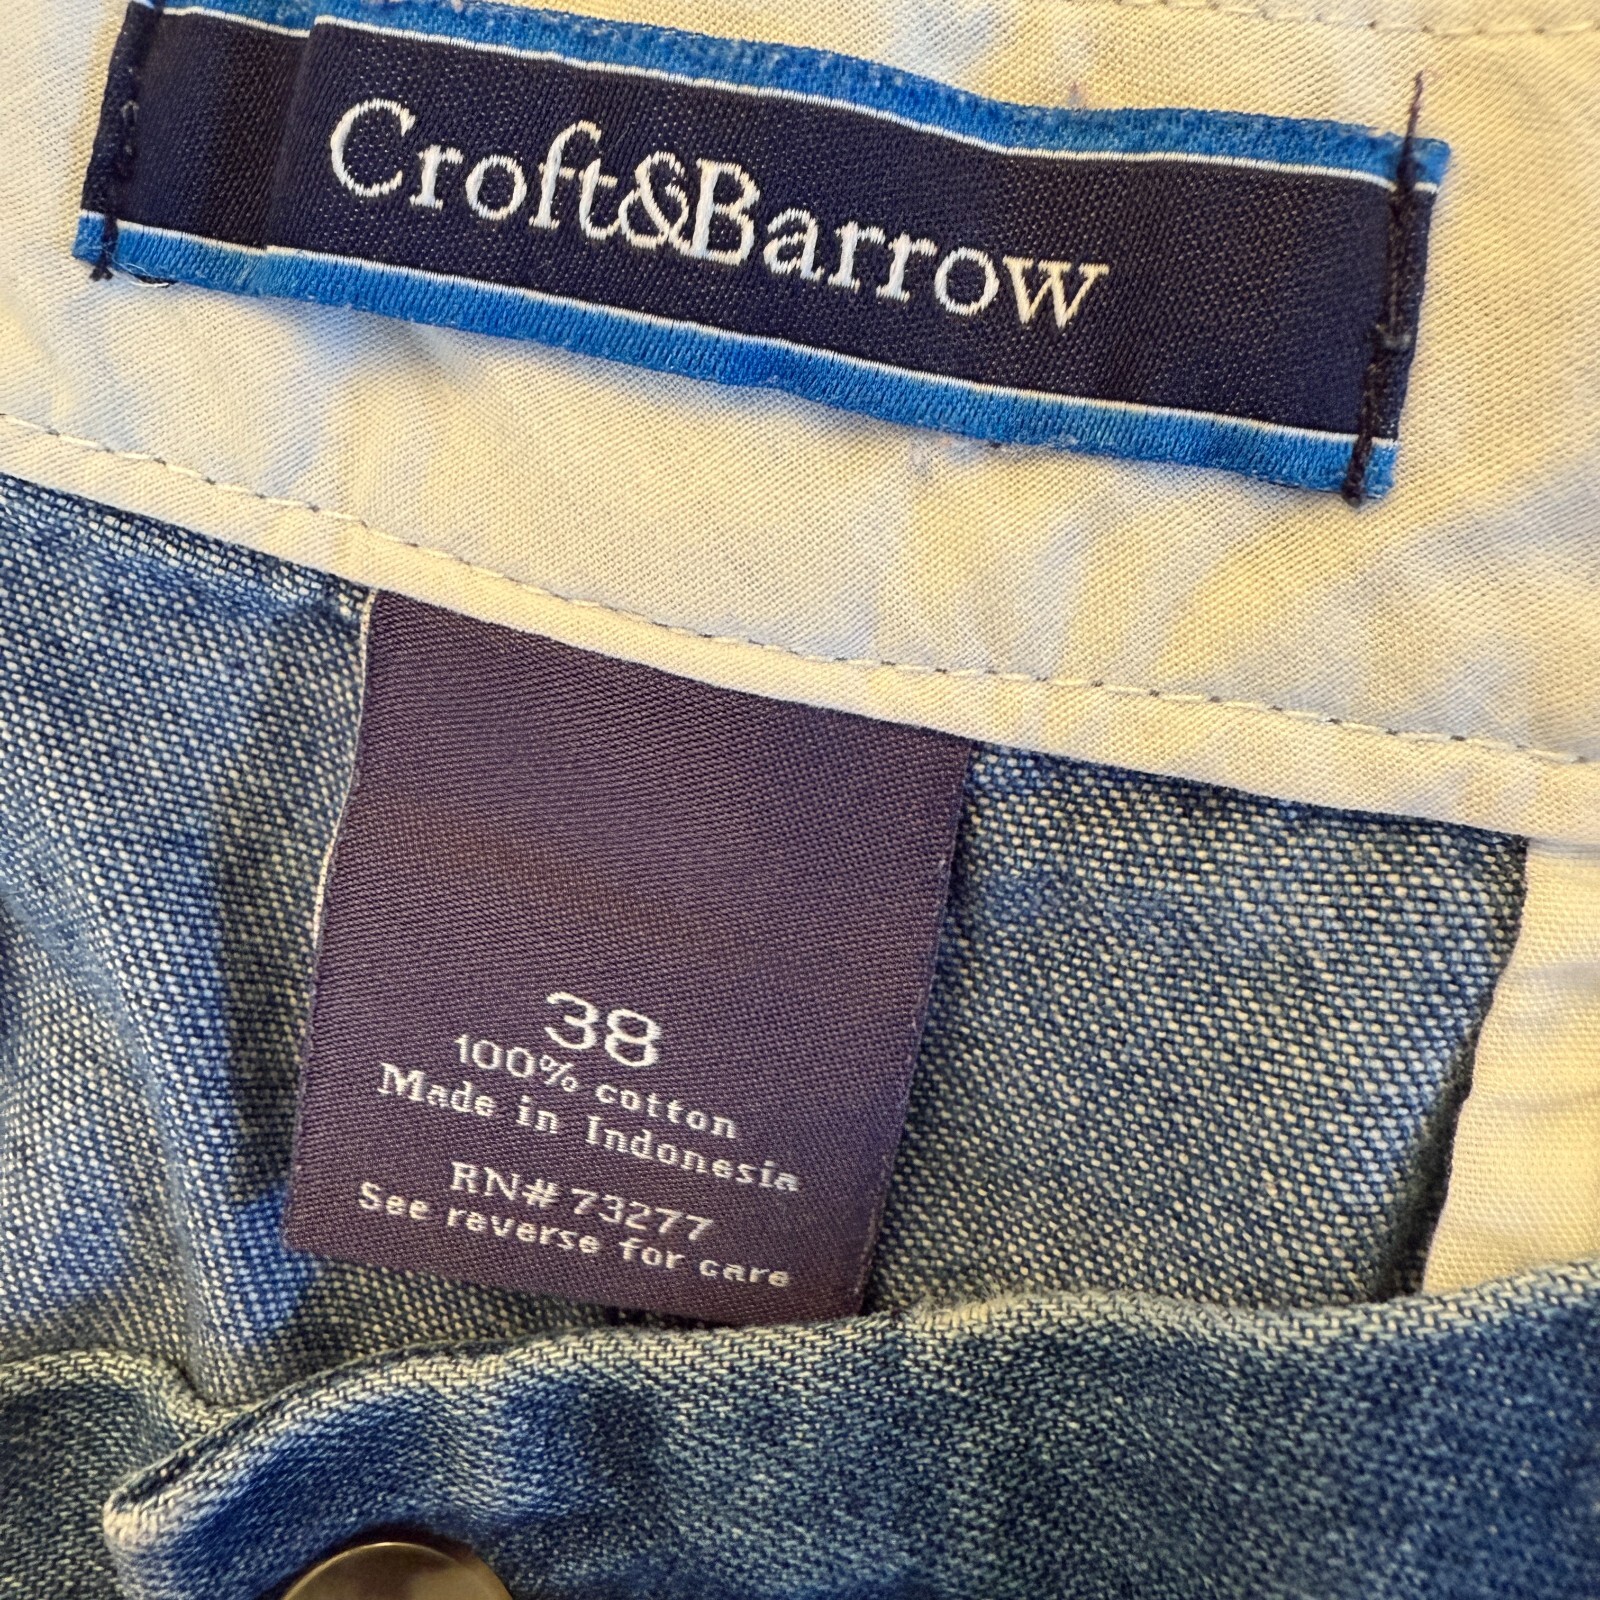 Croft&Barrow
38
100% cotton
Made in Indonesia
RN# 73277
See reverse for care